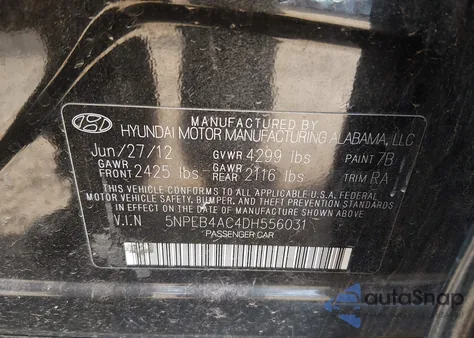 MANUFACTURED BY
HYUNDAI MOTOR MANUFACTURING ALABAMA, LLC
Jun/27/12 GVWR 4299 lbs PAINT 7B
GAWR FRONT 2425 lbs GAWR REAR 2116 lbs TRIM RA
THIS VEHICLE CONFORMS TO ALL APPLICABLE U.S.A. FEDERAL
MOTOR VEHICLE SAFETY, BUMPER, AND THEFT PREVENTION STANDARDS
IN EFFECT ON THE DATE OF MANUFACTURE SHOWN ABOVE.
V.I.N 5NPEB4AC4DH556031
PASSENGER CAR
autoSnap